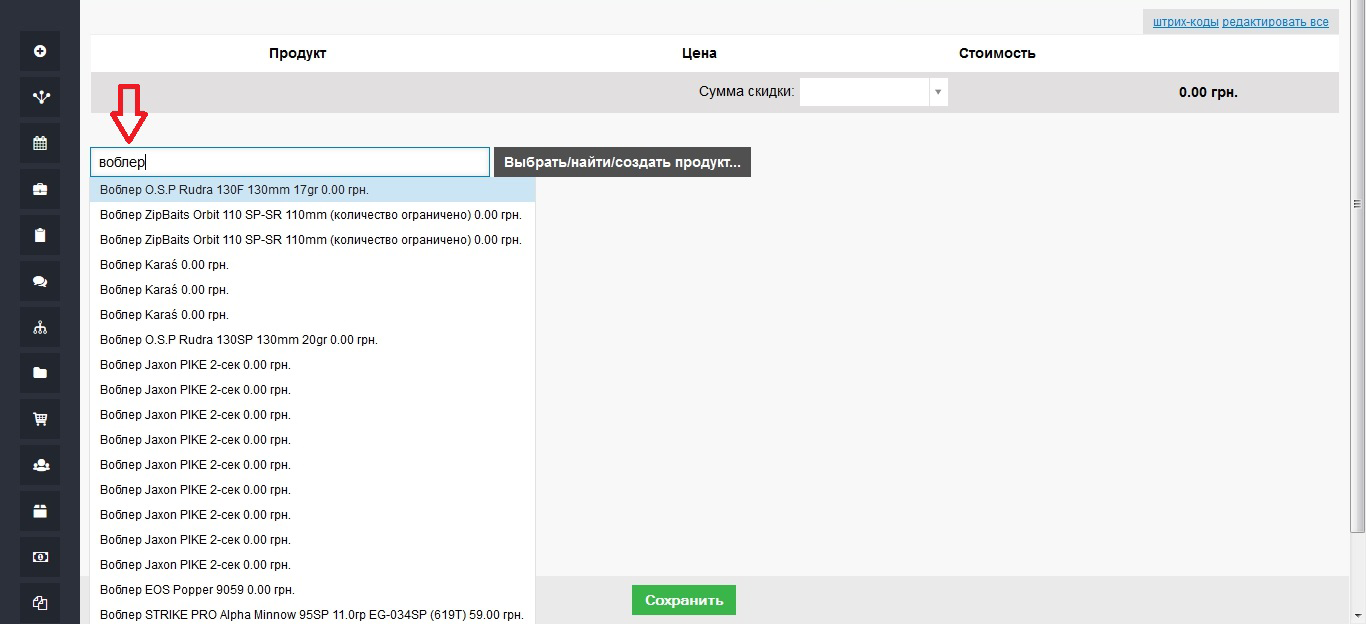 штрих-коды редактировать все
Продукт Цена Стоимость
Сумма скидки: 0.00 грн.
воблер Выбрать/найти/создать продукт...
Воблер O.S.P Rudra 130F 130mm 17gr 0.00 грн.
Воблер ZipBaits Orbit 110 SP-SR 110mm (количество ограничено) 0.00 грн.
Воблер ZipBaits Orbit 110 SP-SR 110mm (количество ограничено) 0.00 грн.
Воблер Karaś 0.00 грн.
Воблер Karaś 0.00 грн.
Воблер Karaś 0.00 грн.
Воблер O.S.P Rudra 130SP 130mm 20gr 0.00 грн.
Воблер Jaxon PIKE 2-сек 0.00 грн.
Воблер Jaxon PIKE 2-сек 0.00 грн.
Воблер Jaxon PIKE 2-сек 0.00 грн.
Воблер Jaxon PIKE 2-сек 0.00 грн.
Воблер Jaxon PIKE 2-сек 0.00 грн.
Воблер Jaxon PIKE 2-сек 0.00 грн.
Воблер Jaxon PIKE 2-сек 0.00 грн.
Воблер Jaxon PIKE 2-сек 0.00 грн.
Воблер Jaxon PIKE 2-сек 0.00 грн.
Воблер EOS Popper 9059 0.00 грн.
Воблер STRIKE PRO Alpha Minnow 95SP 11.0гр EG-034SP (619T) 59.00 грн.
Сохранить